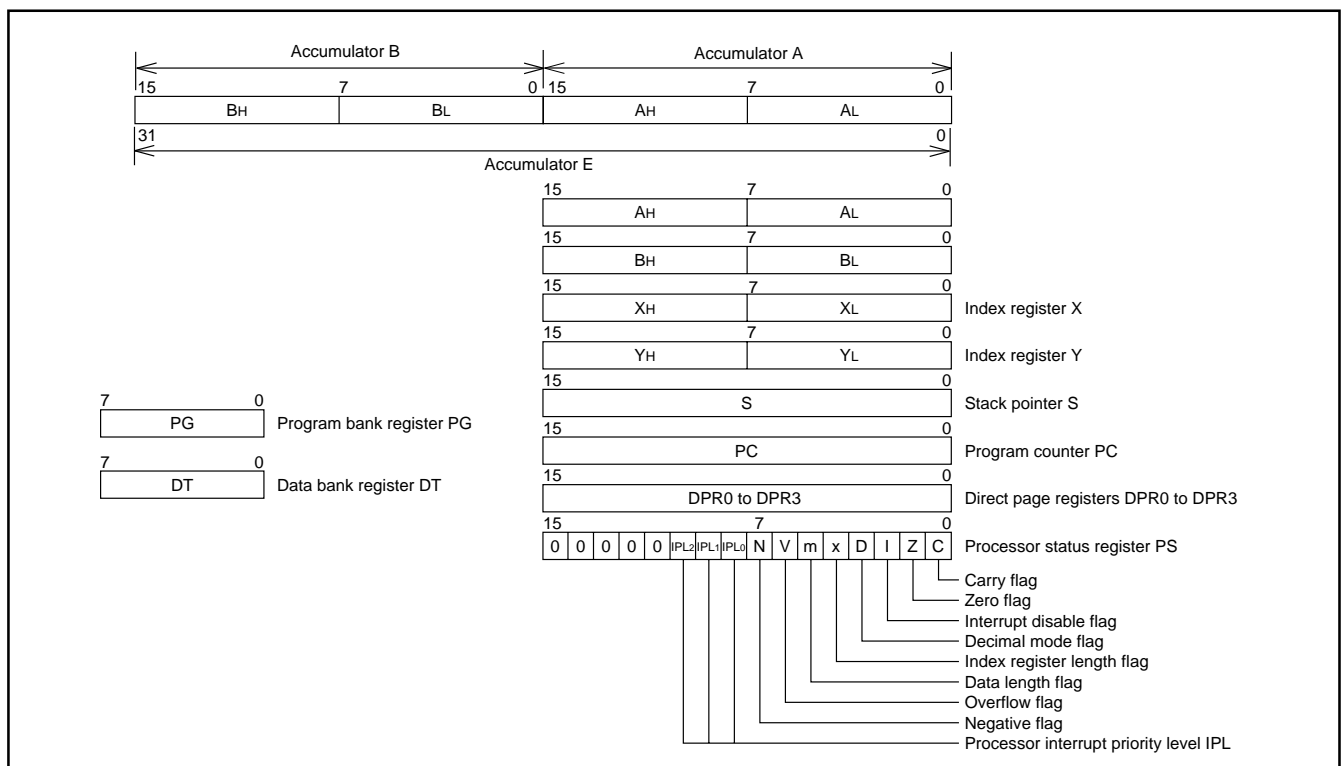 Accumulator B Accumulator A
15 7 0 15 7 0
BH BL AH AL
31 0
Accumulator E
15 7 0
AH AL
15 7 0
BH BL
15 7 0
XH XL Index register X
15 7 0
YH YL Index register Y
15 0
S Stack pointer S
7 0
PG Program bank register PG
15 0
PC Program counter PC
7 0
DT Data bank register DT
15 0
DPR0 to DPR3 Direct page registers DPR0 to DPR3
15 7 0
0 0 0 0 0 IPL2 IPL1 IPL0 N V m x D I Z C Processor status register PS
Carry flag
Zero flag
Interrupt disable flag
Decimal mode flag
Index register length flag
Data length flag
Overflow flag
Negative flag
Processor interrupt priority level IPL